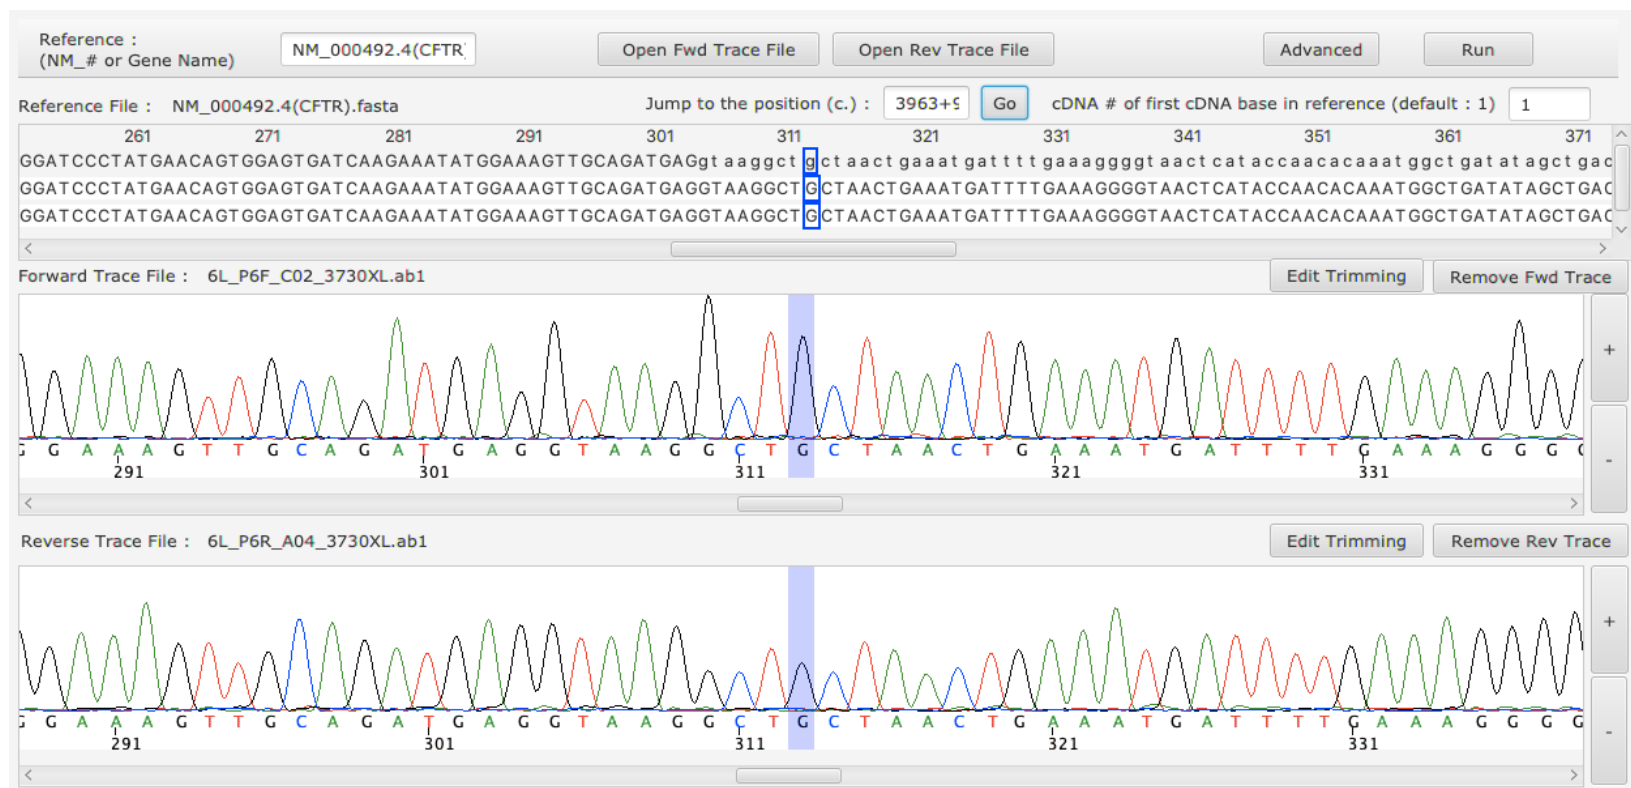 Reference :
(NM_# or Gene Name)
NM_000492.4(CFTR)
Open Fwd Trace File
Open Rev Trace File
Advanced
Run
Reference File : NM_000492.4(CFTR).fasta
Jump to the position (c.) : 3963+9
Go
cDNA # of first cDNA base in reference (default : 1) 1
261 271 281 291 301 311 321 331 341 351 361 371
GGATCCCTATGAACAGTGGAGTGATCAAGAAATATGGAAAGTTGCAGATGAGgtaaggctgctaactgaaatgattttgaaaggggtaactcataccaacacaaatggctgatatagctgac
GGATCCCTATGAACAGTGGAGTGATCAAGAAATATGGAAAGTTGCAGATGAGGTAAGGCTGCTAACTGAAATGATTTTGAAAGGGGTAACTCATACCAACACAAATGGCTGATATAGCTGAC
GGATCCCTATGAACAGTGGAGTGATCAAGAAATATGGAAAGTTGCAGATGAGGTAAGGCTGCTAACTGAAATGATTTTGAAAGGGGTAACTCATACCAACACAAATGGCTGATATAGCTGAC
Forward Trace File : 6L_P6F_C02_3730XL.ab1
Edit Trimming
Remove Fwd Trace
+
G G A A A G T T G C A G A T G A G G T A A G G C T G C T A A C T G A A A T G A T T T T G A A A G G G G
291 301 311 321 331
-
Reverse Trace File : 6L_P6R_A04_3730XL.ab1
Edit Trimming
Remove Rev Trace
+
G G A A A G T T G C A G A T G A G G T A A G G C T G C T A A C T G A A A T G A T T T T G A A A G G G G
291 301 311 321 331
-